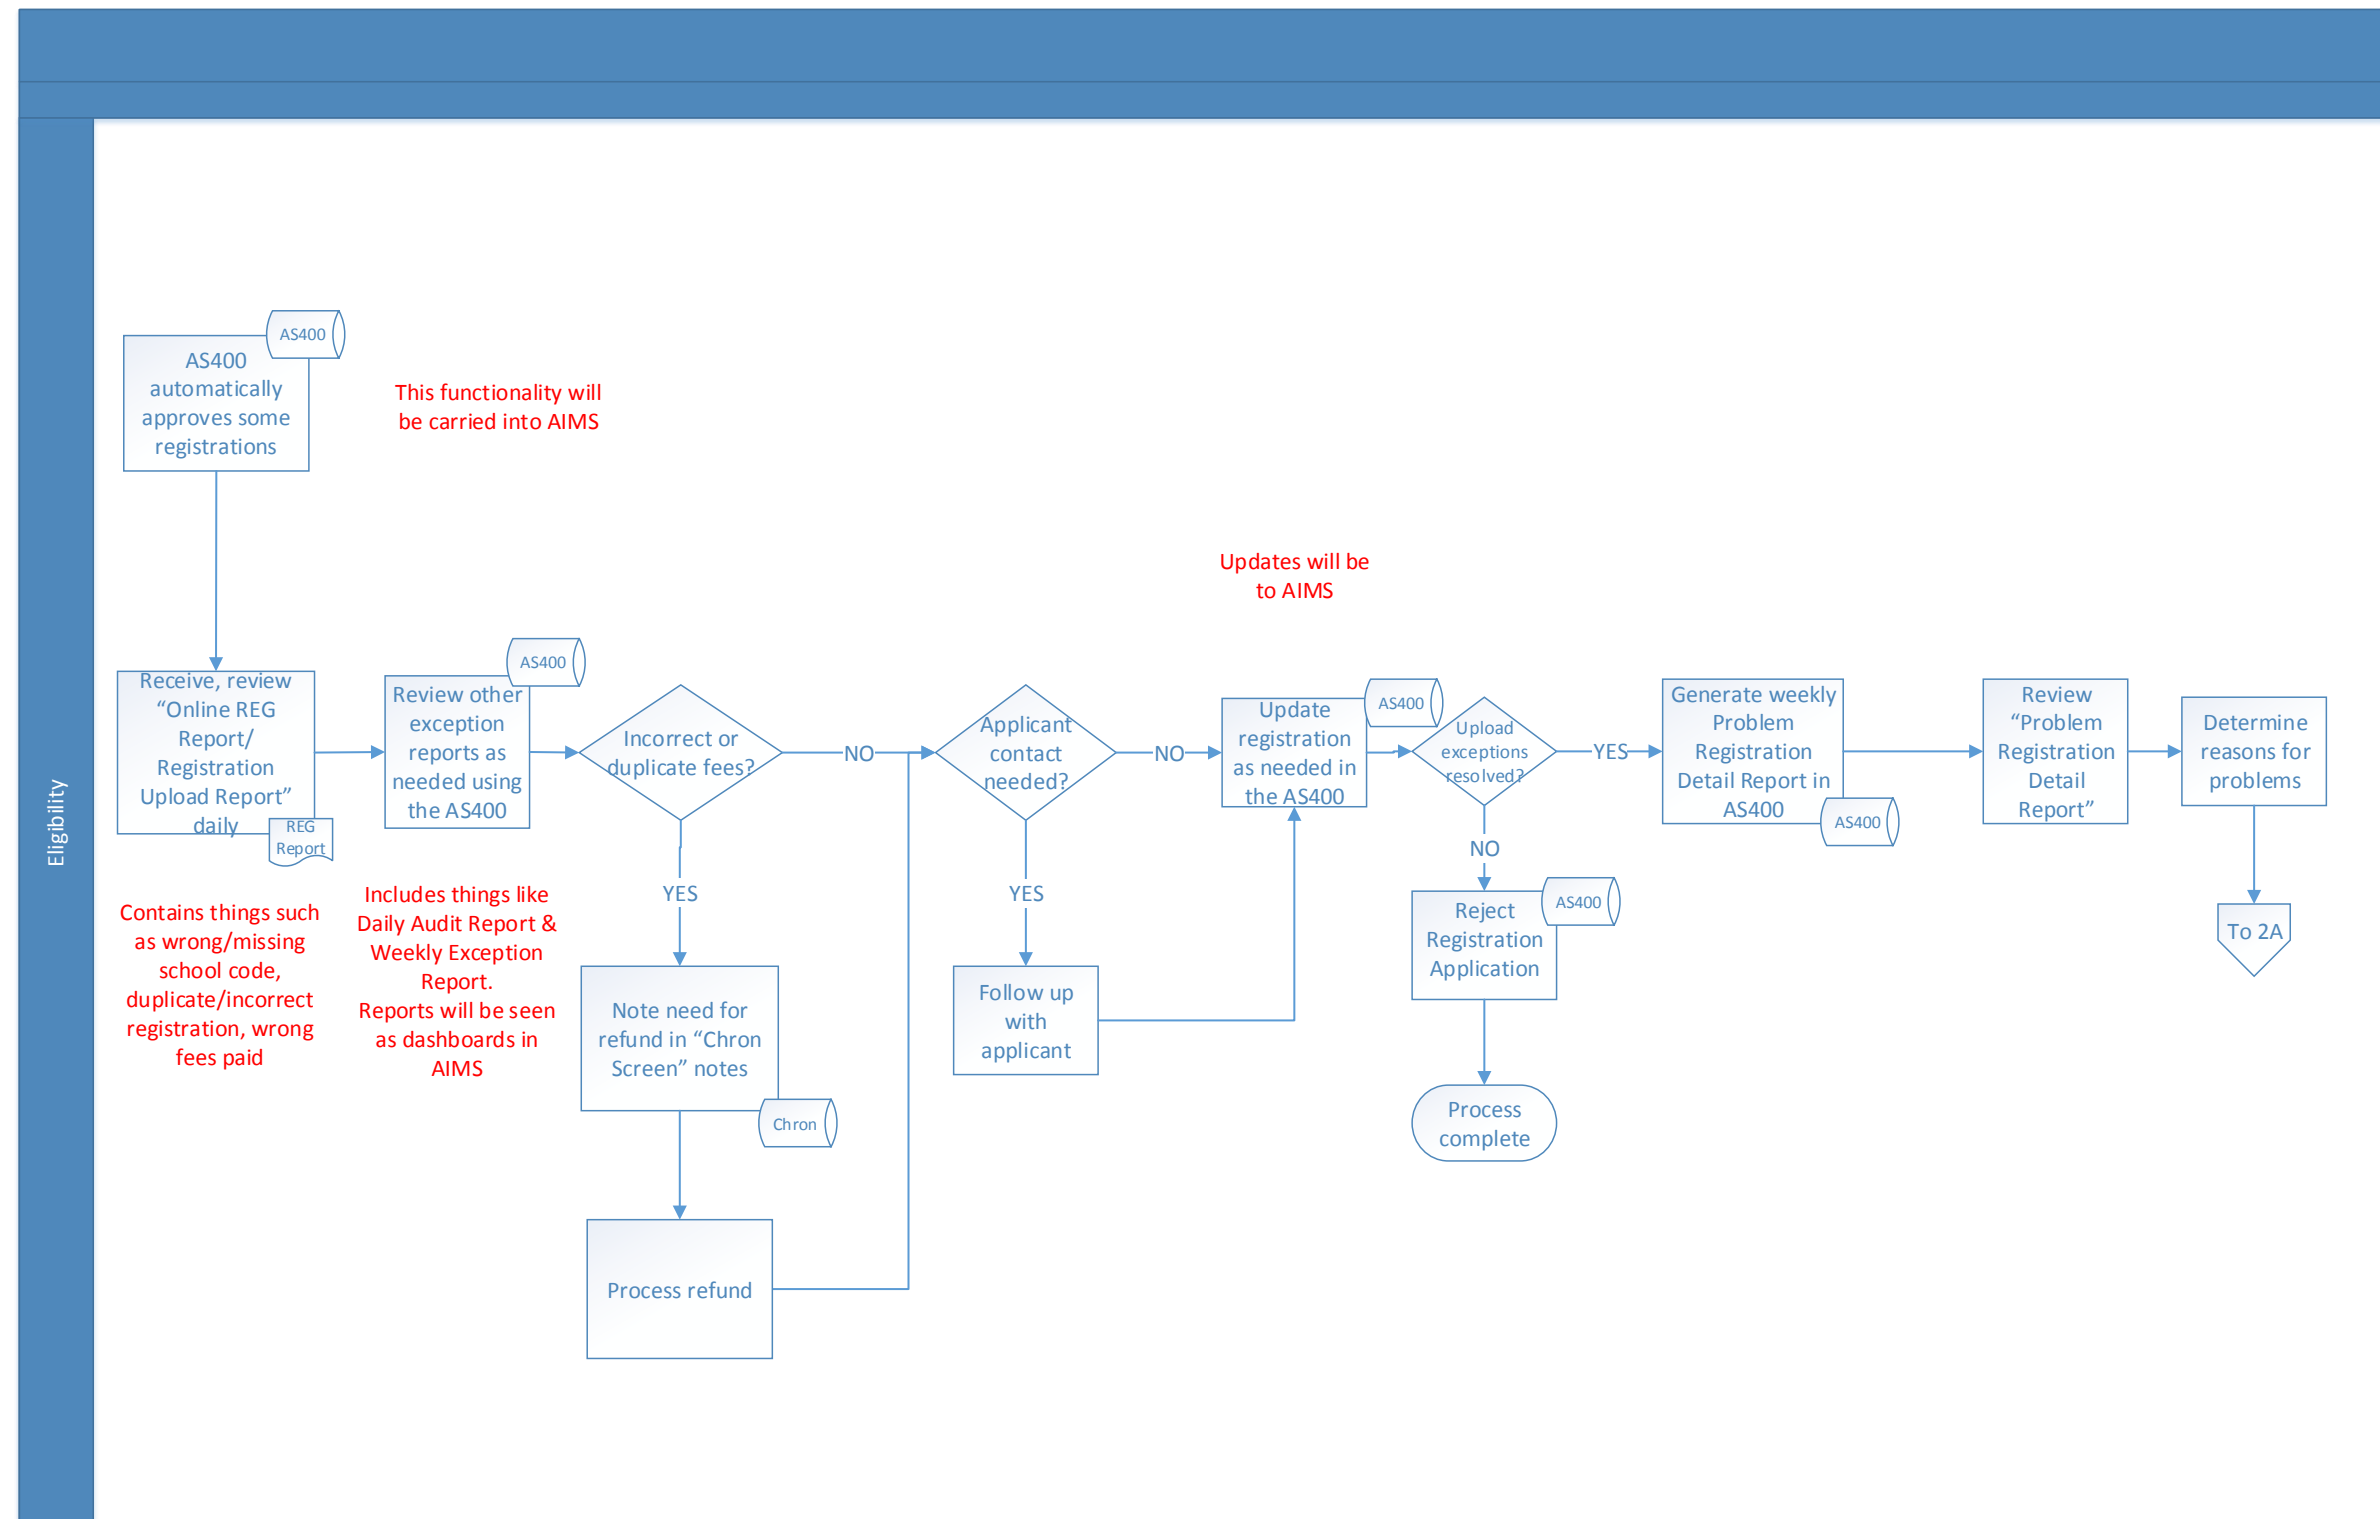 Eligibility
AS400
AS400
automatically
approves some
registrations
This functionality will
be carried into AIMS
Updates will be
to AIMS
Receive, review
“Online REG
Report/
Registration
Upload Report”
daily
REG
Report
AS400
Review other
exception
reports as
needed using
the AS400
Incorrect or
duplicate fees?
NO
Applicant
contact
needed?
NO
AS400
Update
registration
as needed in
the AS400
Upload
exceptions
resolved?
YES
Generate weekly
Problem
Registration
Detail Report in
AS400
AS400
Review
“Problem
Registration
Detail
Report”
Determine
reasons for
problems
To 2A
Contains things such
as wrong/missing
school code,
duplicate/incorrect
registration, wrong
fees paid
Includes things like
Daily Audit Report &
Weekly Exception
Report.
Reports will be seen
as dashboards in
AIMS
YES
Note need for
refund in “Chron
Screen” notes
Chron
Process refund
YES
Follow up
with
applicant
NO
AS400
Reject
Registration
Application
Process
complete